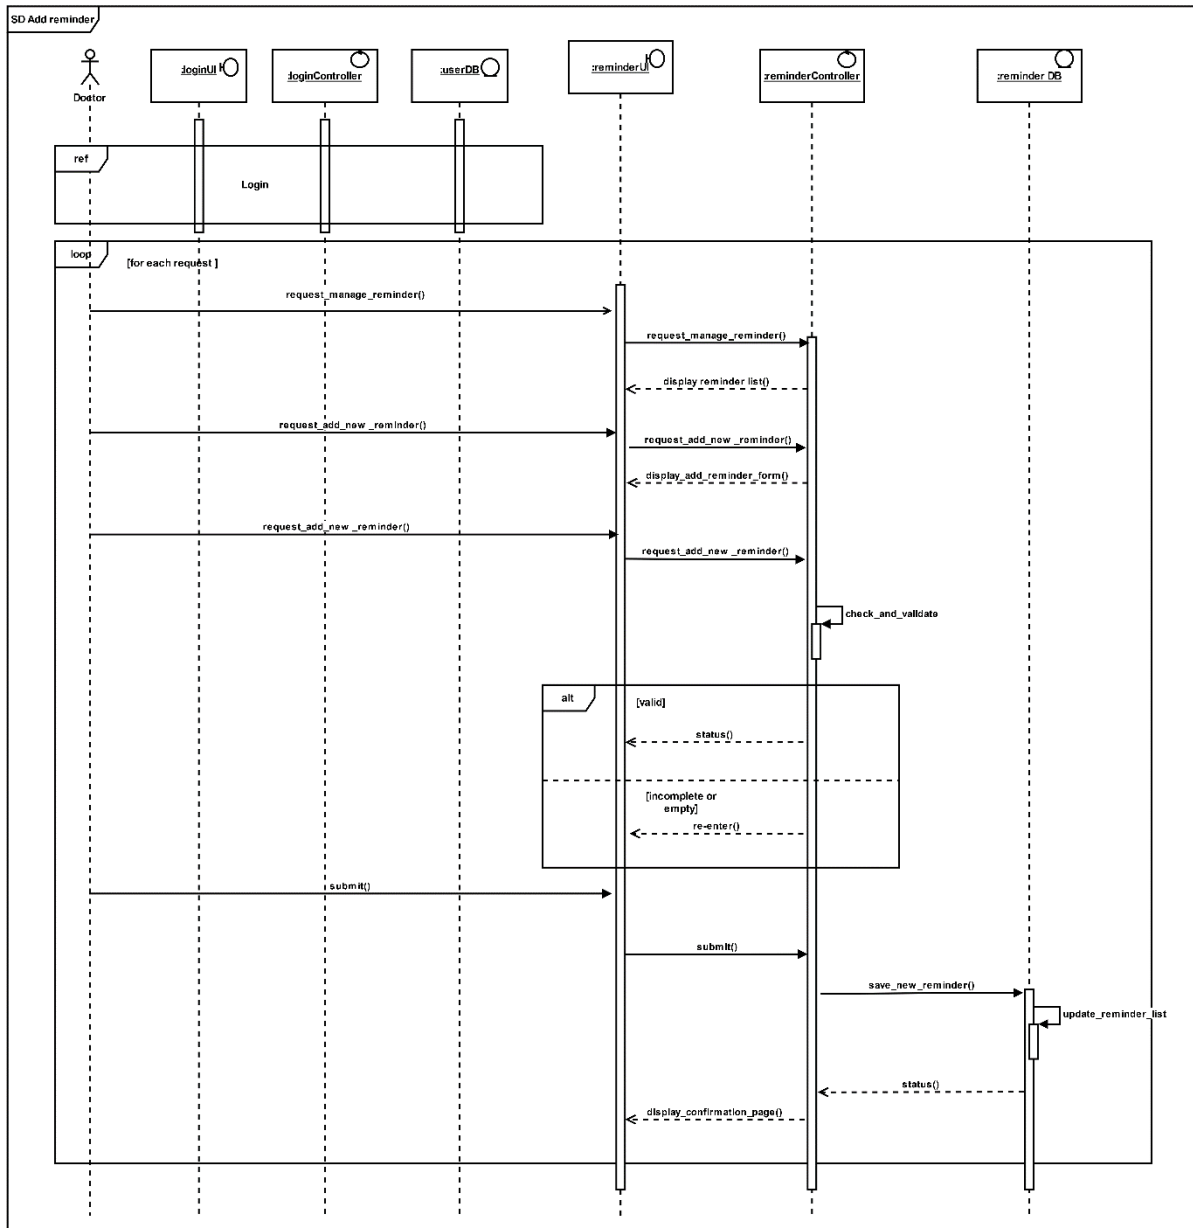 SD Add reminder
:loginUI
:loginController
:userDB
:reminderUI
:reminderController
:reminder DB
Doctor
ref
Login
loop
[for each request ]
request_manage_reminder()
request_manage_reminder()
display reminder list()
request_add_new _reminder()
request_add_new _reminder()
display_add_reminder_form()
request_add_new _reminder()
request_add_new _reminder()
check_and_validate
alt
[valid]
status()
[incomplete or
empty]
re-enter()
submit()
submit()
save_new_reminder()
update_reminder_list
status()
display_confirmation_page()